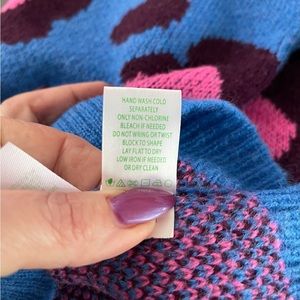 HAND WASH COLD
SEPARATELY
ONLY NON-CHLORINE
BLEACH IF NEEDED
DO NOT WRING OR TWIST
BLOCK TO SHAPE
LAY FLAT TO DRY
LOW IRON IF NEEDED
OR DRY CLEAN